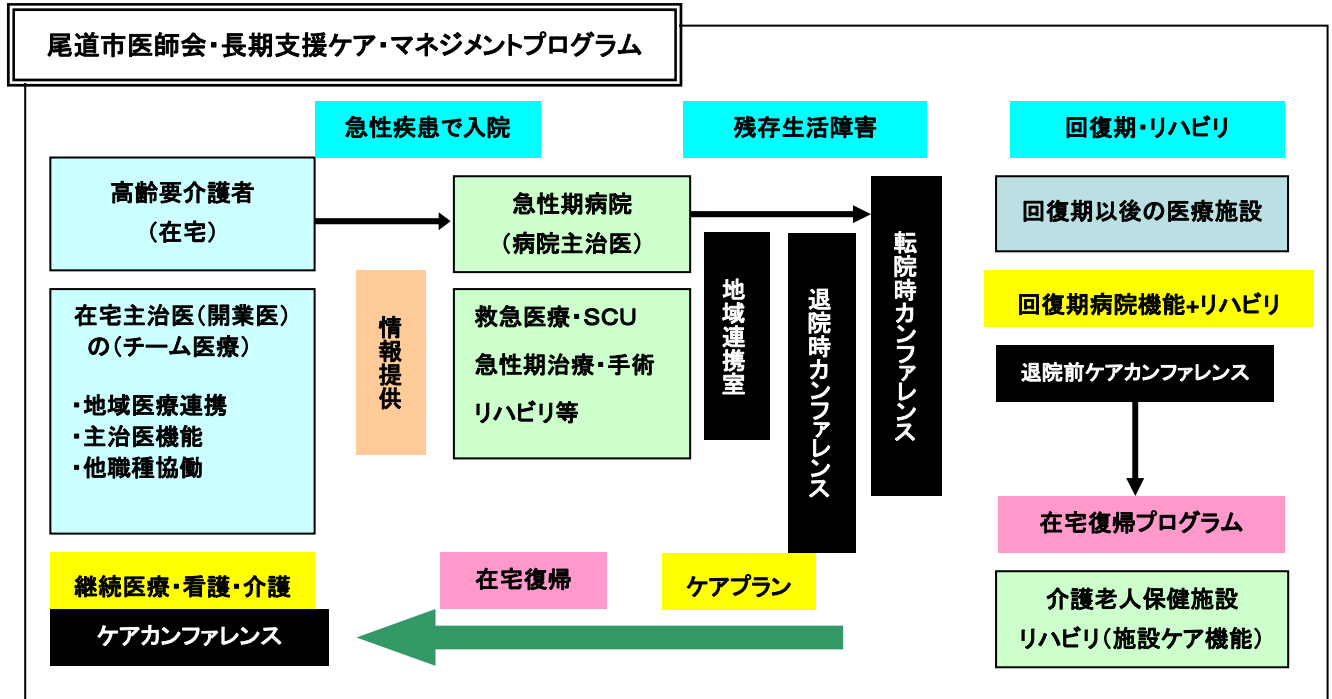 尾道市医師会・長期支援ケア・マネジメントプログラム
急性疾患で入院
残存生活障害
回復期・リハビリ
高齢要介護者
（在宅）
急性期病院
（病院主治医）
回復期以後の医療施設
在宅主治医（開業医）
の（チーム医療）
・地域医療連携
・主治医機能
・他職種協働
情報提供
救急医療・SCU
急性期治療・手術
リハビリ等
地域連携室
退院時カンファレンス
転院時カンファレンス
回復期病院機能+リハビリ
退院前ケアカンファレンス
在宅復帰プログラム
介護老人保健施設
リハビリ（施設ケア機能）
継続医療・看護・介護
ケアカンファレンス
在宅復帰
ケアプラン